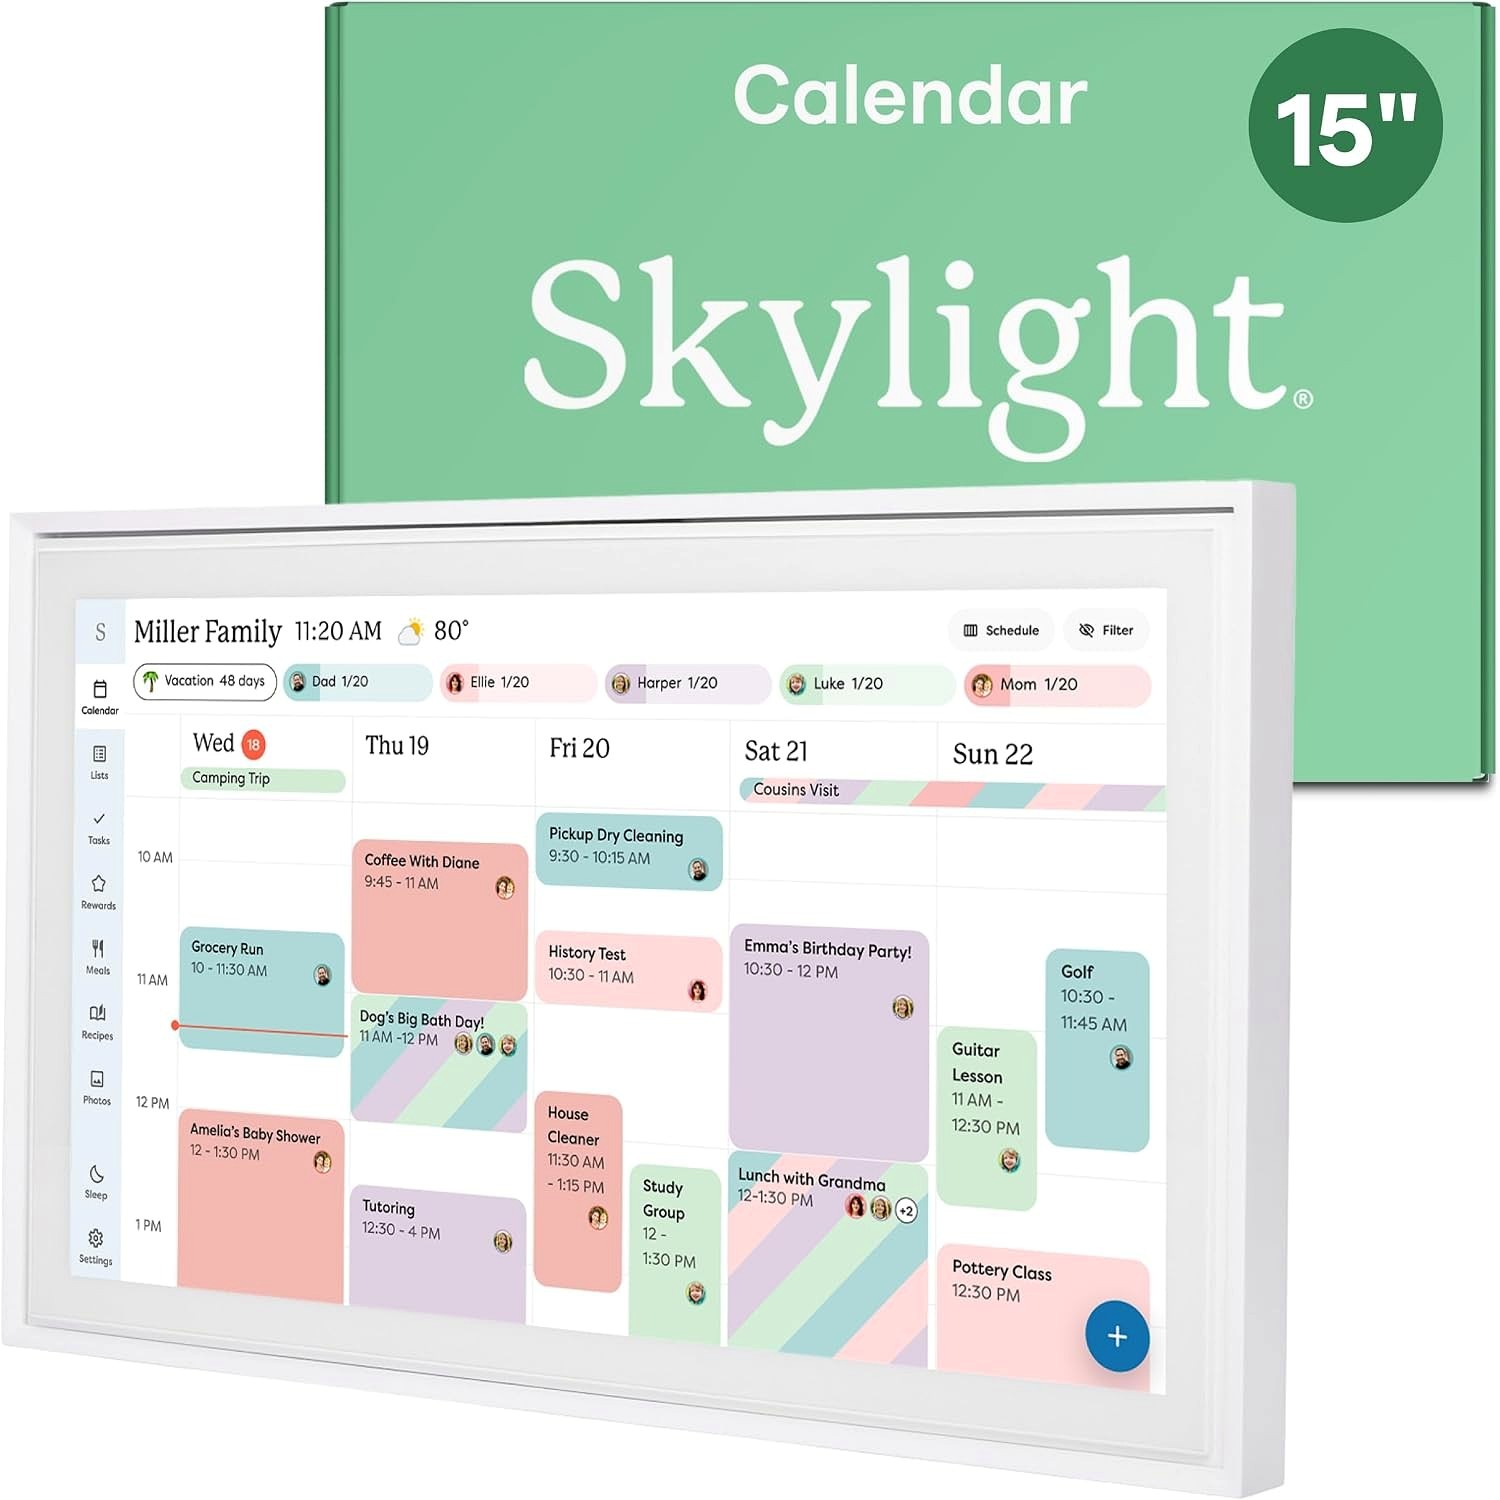 Calendar
15"
Skylight®
S
Miller Family 11:20 AM 80°
Schedule
Filter
Vacation 48 days
Dad 1/20
Ellie 1/20
Harper 1/20
Luke 1/20
Mom 1/20
Calendar
Lists
Tasks
Rewards
Meals
Recipes
Photos
Sleep
Settings
Wed 18
Thu 19
Fri 20
Sat 21
Sun 22
Camping Trip
Cousins Visit
10 AM
11 AM
12 PM
1 PM
Grocery Run
10 - 11:30 AM
Amelia's Baby Shower
12 - 1:30 PM
Coffee With Diane
9:45 - 11 AM
Dog's Big Bath Day!
11 AM -12 PM
Tutoring
12:30 - 4 PM
Pickup Dry Cleaning
9:30 - 10:15 AM
History Test
10:30 - 11 AM
House
Cleaner
11:30 AM
- 1:15 PM
Study
Group
12 -
1:30 PM
Emma's Birthday Party!
10:30 - 12 PM
Lunch with Grandma
12-1:30 PM
+2
Guitar
Lesson
11 AM -
12:30 PM
Golf
10:30 -
11:45 AM
Pottery Class
12:30 PM
+